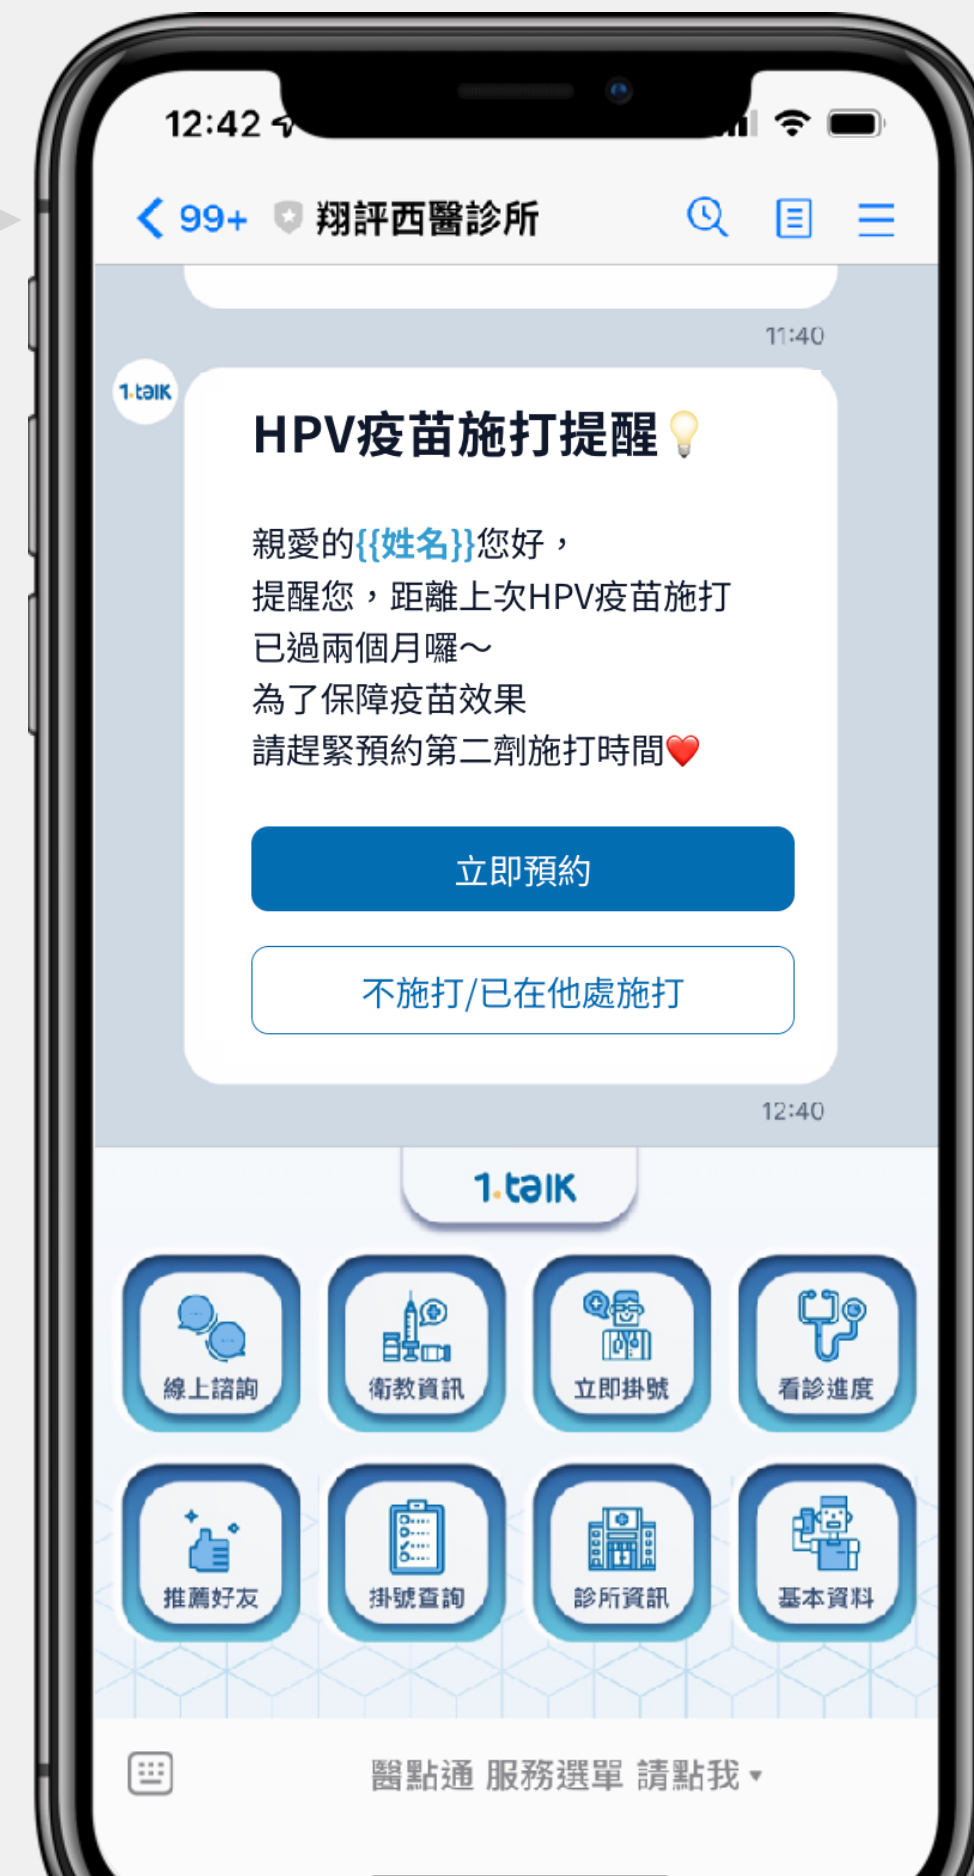 12:42
99+ 翔評西醫診所
11:40
1.talk
HPV疫苗施打提醒💡
親愛的{{姓名}}您好，
提醒您，距離上次HPV疫苗施打
已過兩個月囉～
為了保障疫苗效果
請趕緊預約第二劑施打時間❤️
立即預約
不施打/已在他處施打
12:40
1.talk
線上諮詢 衛教資訊 立即掛號 看診進度
推薦好友 掛號查詢 診所資訊 基本資料
醫點通 服務選單 請點我▾